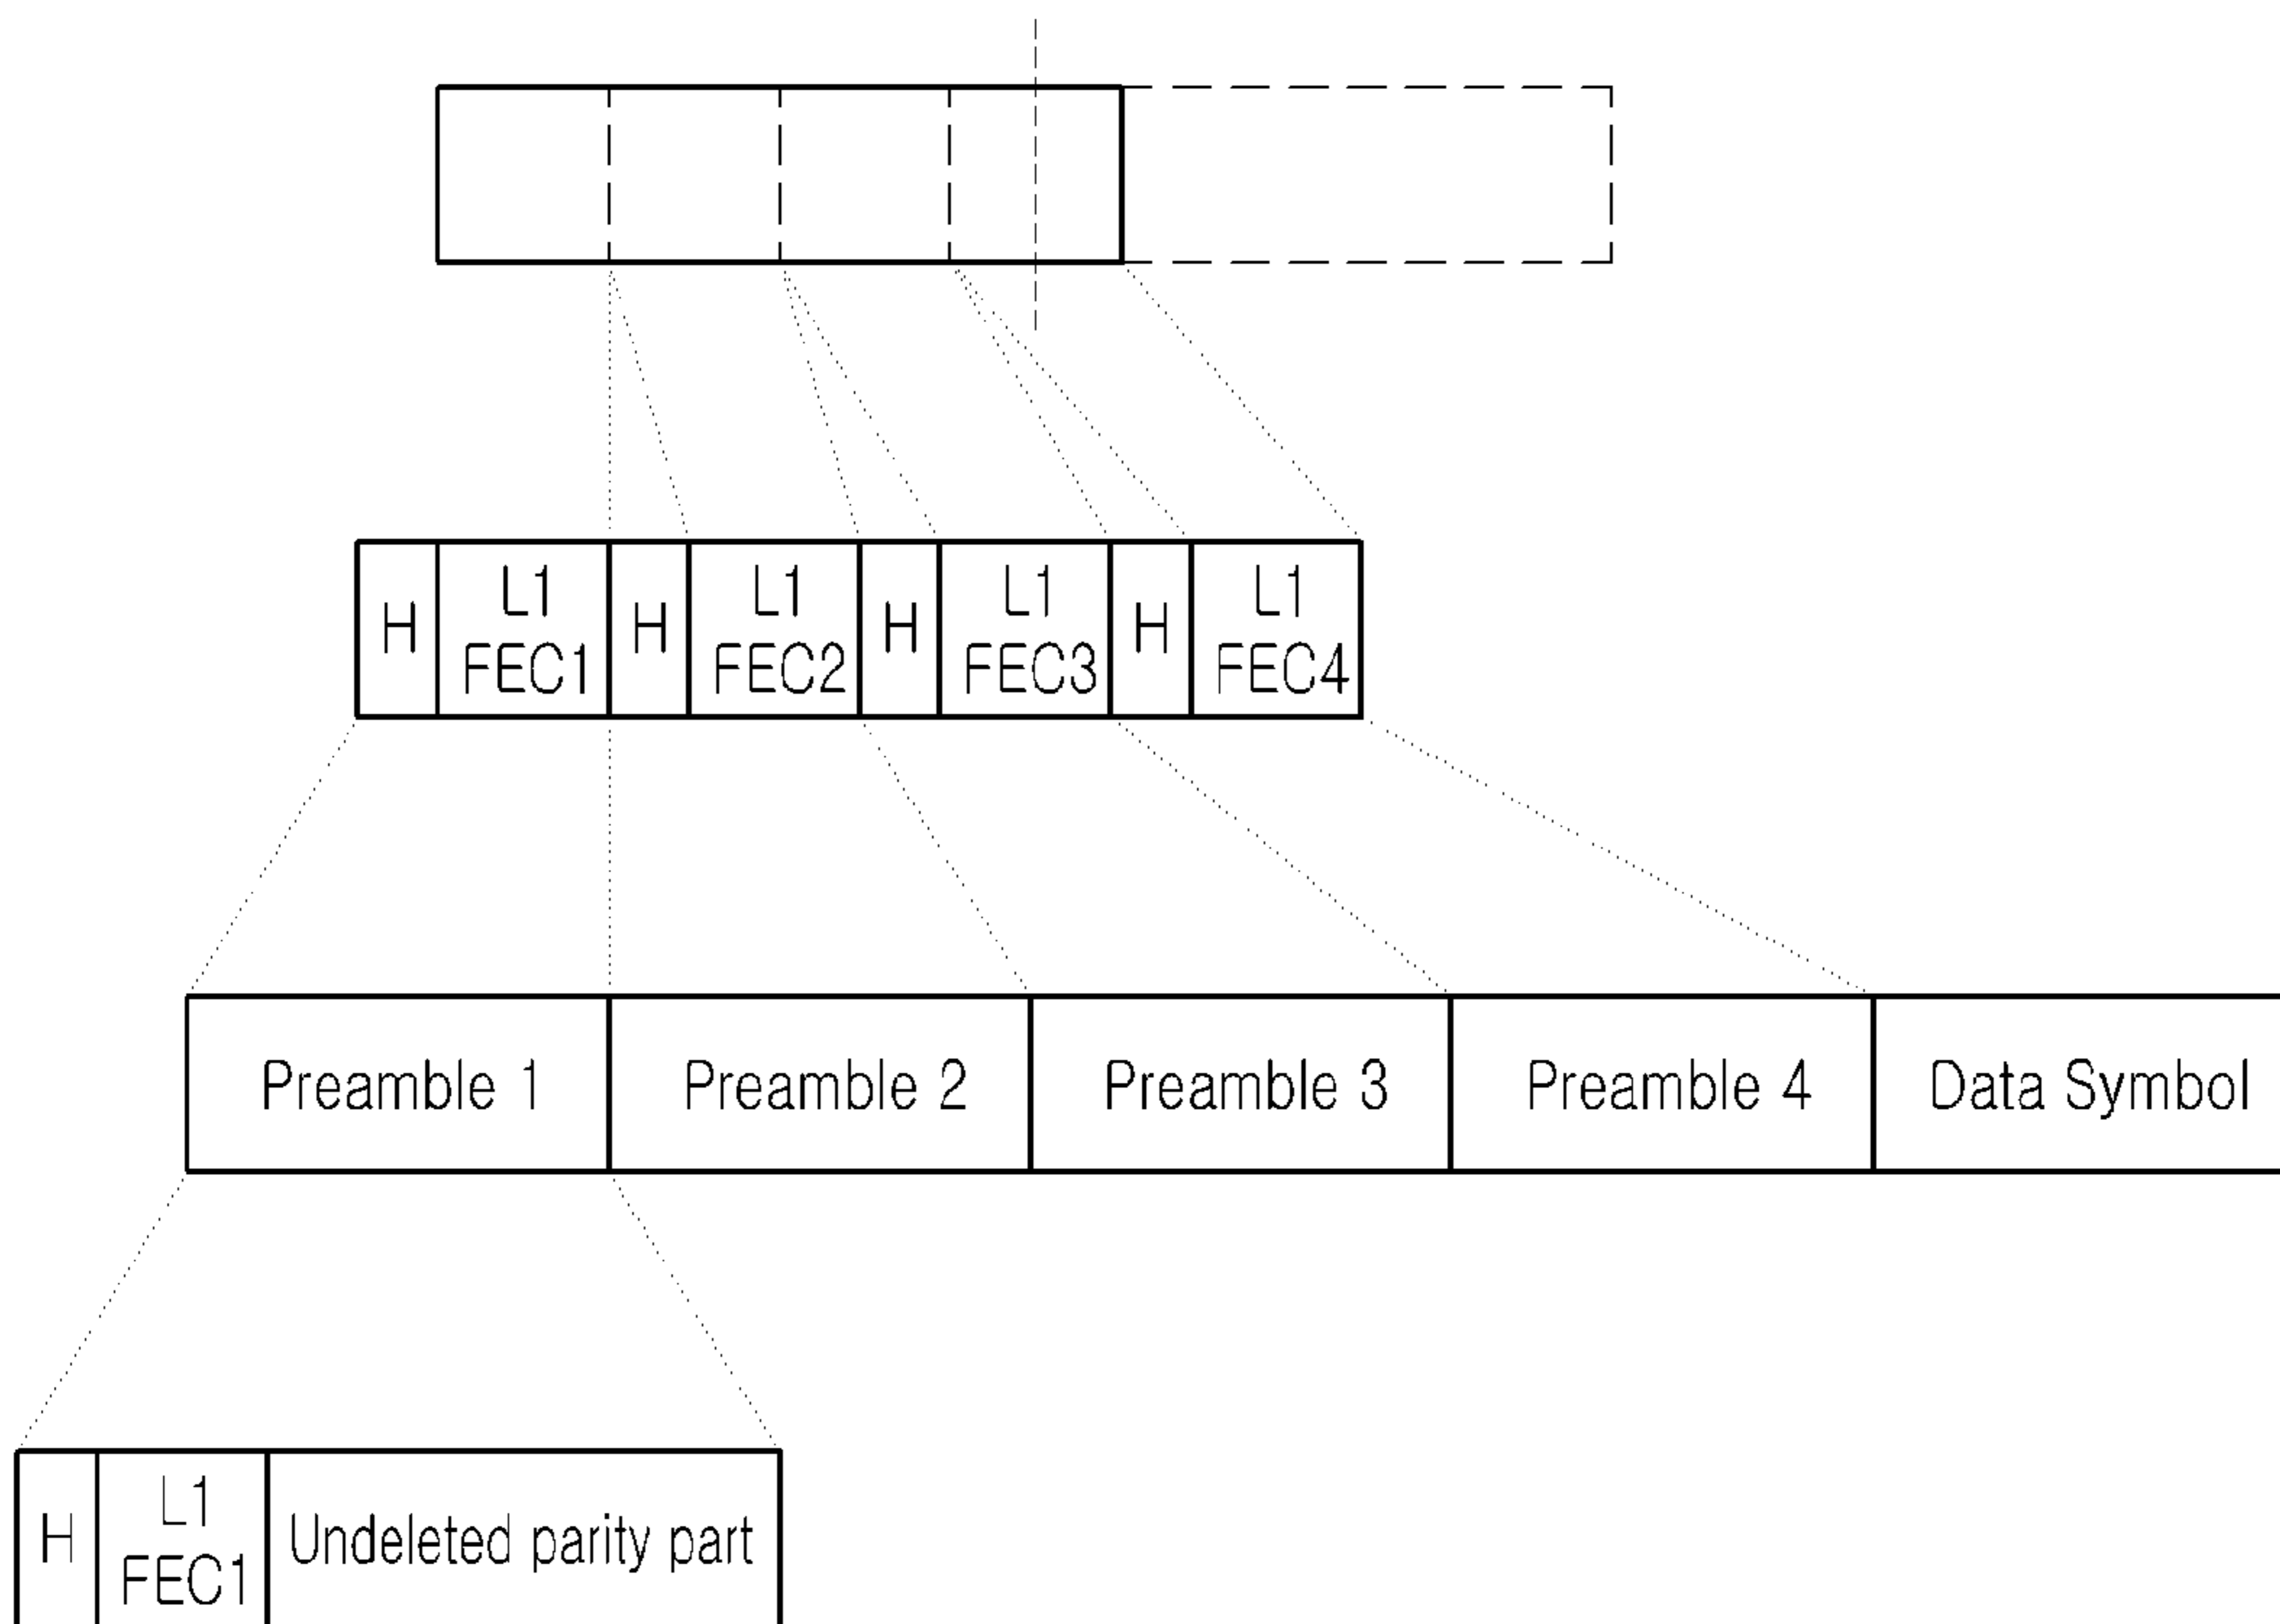 H
L1
FEC1
H
L1
FEC2
H
L1
FEC3
H
L1
FEC4
Preamble 1
Preamble 2
Preamble 3
Preamble 4
Data Symbol
H
L1
FEC1
Undeleted parity part